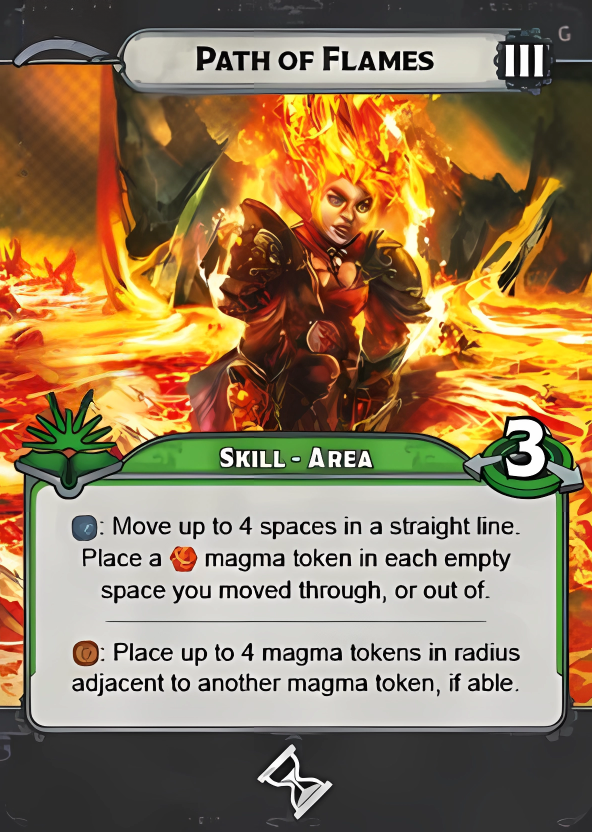 PATH OF FLAMES
III
G
SKILL - AREA
3
: Move up to 4 spaces in a straight line.
Place a magma token in each empty
space you moved through, or out of.
: Place up to 4 magma tokens in radius
adjacent to another magma token, if able.